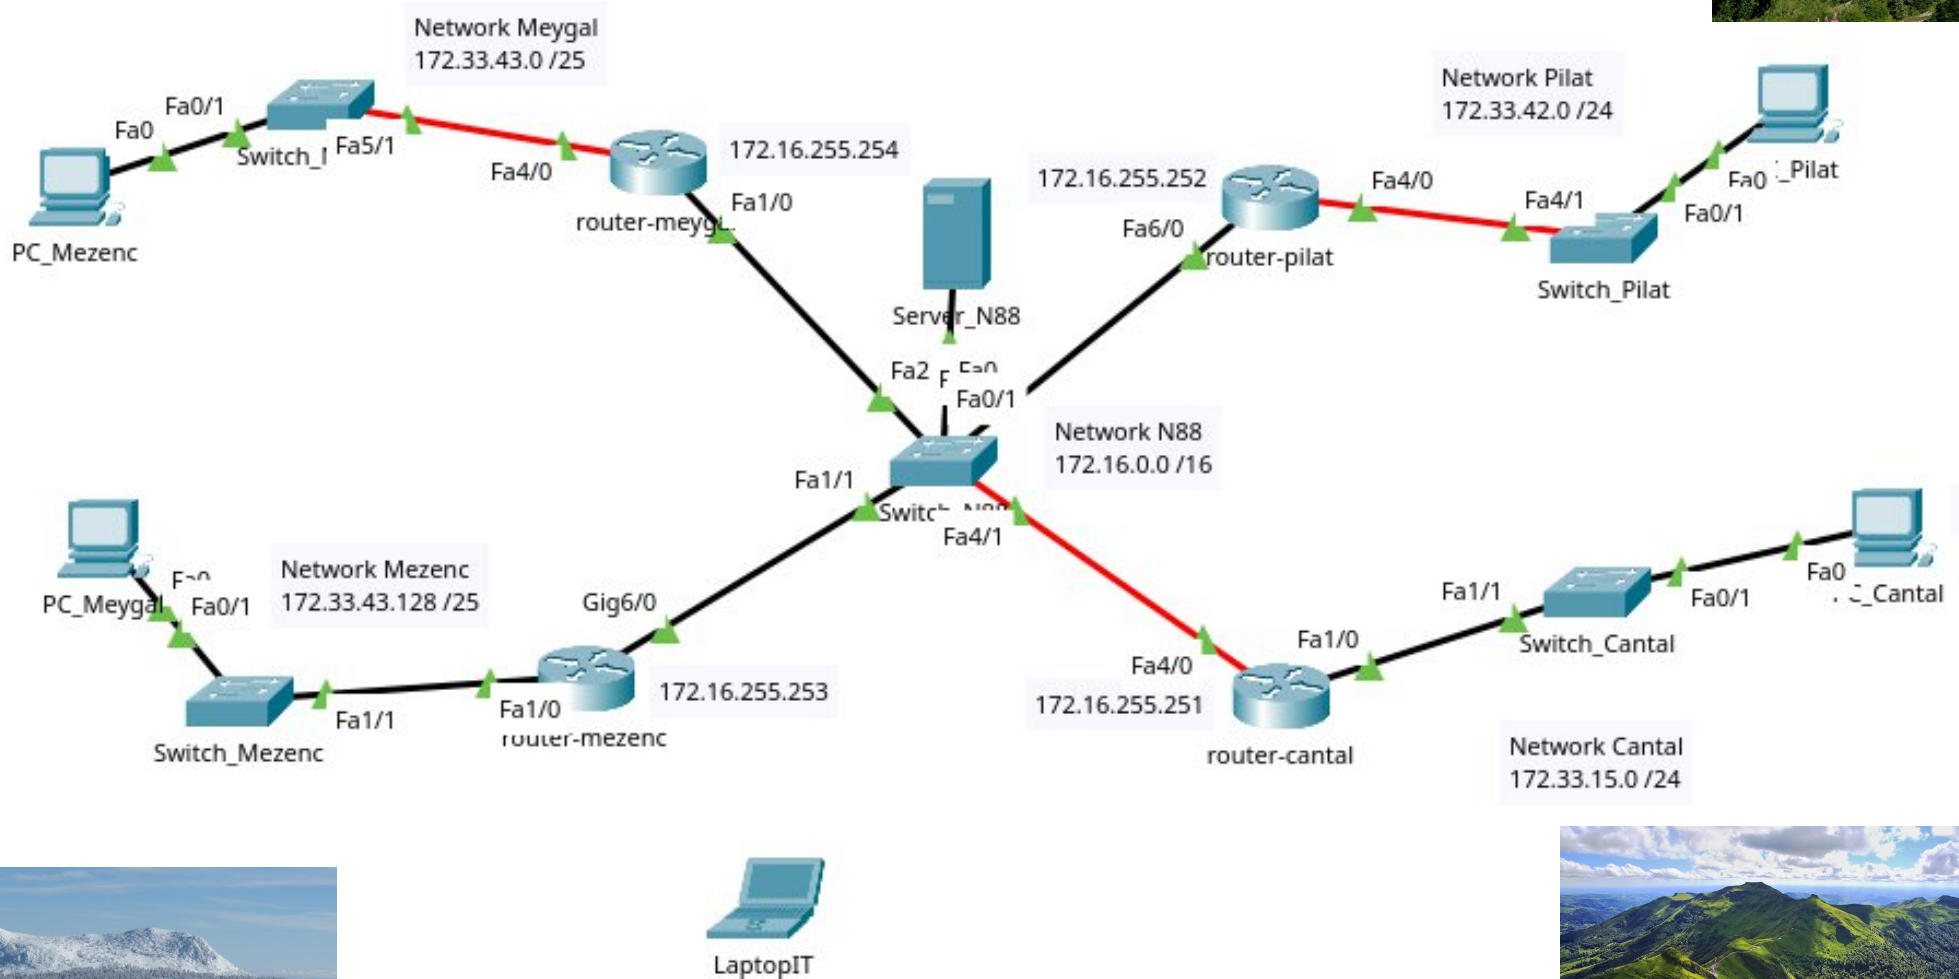 Network Meygal
172.33.43.0 /25
Fa0/1
Fa0
Fa5/1
Fa4/0
PC_Mezenc
172.16.255.254
Fa1/0
Server_N88
Network Pilat
172.33.42.0 /24
172.16.255.252
Fa4/0
Fa4/1
Fa0
Fa0/1
Fa6/0
router-pilat
Switch_Pilat
Fa2
Fa0/1
Network N88
172.16.0.0 /16
Fa1/1
Fa4/1
PC_Meygal
Fa0/1
Network Mezenc
172.33.43.128 /25
Gig6/0
172.16.255.253
Fa1/0
Fa1/1
router-mezenc
Switch_Mezenc
Fa4/0
172.16.255.251
Fa1/0
router-cantal
Fa1/1
Switch_Cantal
Fa0/1
Fa0
_Cantal
Network Cantal
172.33.15.0 /24
LaptopIT